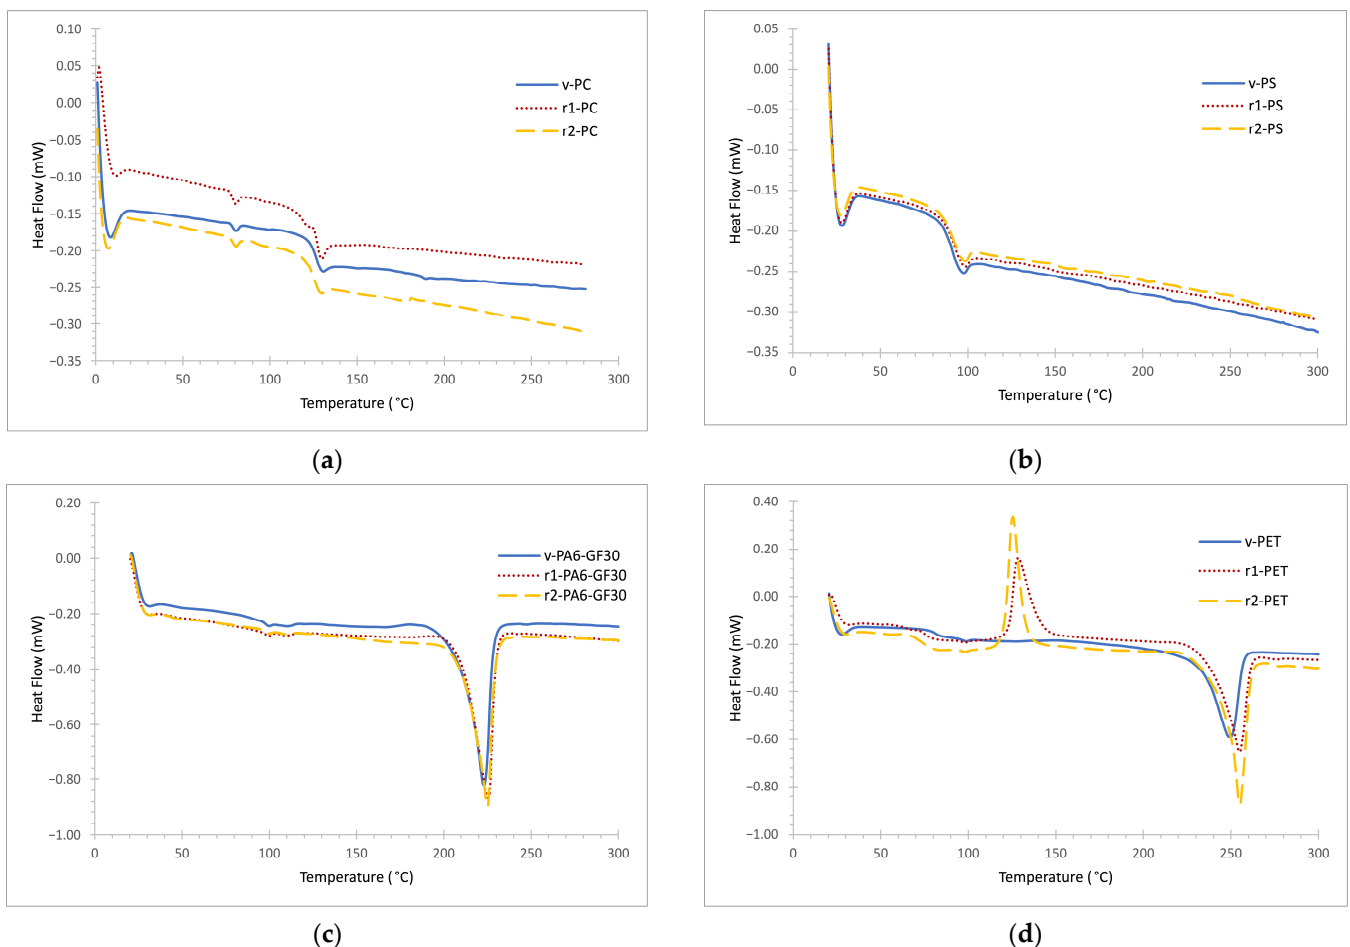 0.10
0.05
0.00
−0.05
−0.10
−0.15
−0.20
−0.25
−0.30
−0.35
Heat Flow (mW)
v-PC
r1-PC
r2-PC
0 50 100 150 200 250 300
Temperature (°C)
(a)
0.05
0.00
−0.05
−0.10
−0.15
−0.20
−0.25
−0.30
−0.35
Heat Flow (mW)
v-PS
r1-PS
r2-PS
0 50 100 150 200 250 300
Temperature (°C)
(b)
0.20
0.00
−0.20
−0.40
−0.60
−0.80
−1.00
Heat Flow (mW)
v-PA6-GF30
r1-PA6-GF30
r2-PA6-GF30
0 50 100 150 200 250 300
Temperature (°C)
(c)
0.40
0.20
0.00
−0.20
−0.40
−0.60
−0.80
−1.00
Heat Flow (mW)
v-PET
r1-PET
r2-PET
0 50 100 150 200 250 300
Temperature (°C)
(d)